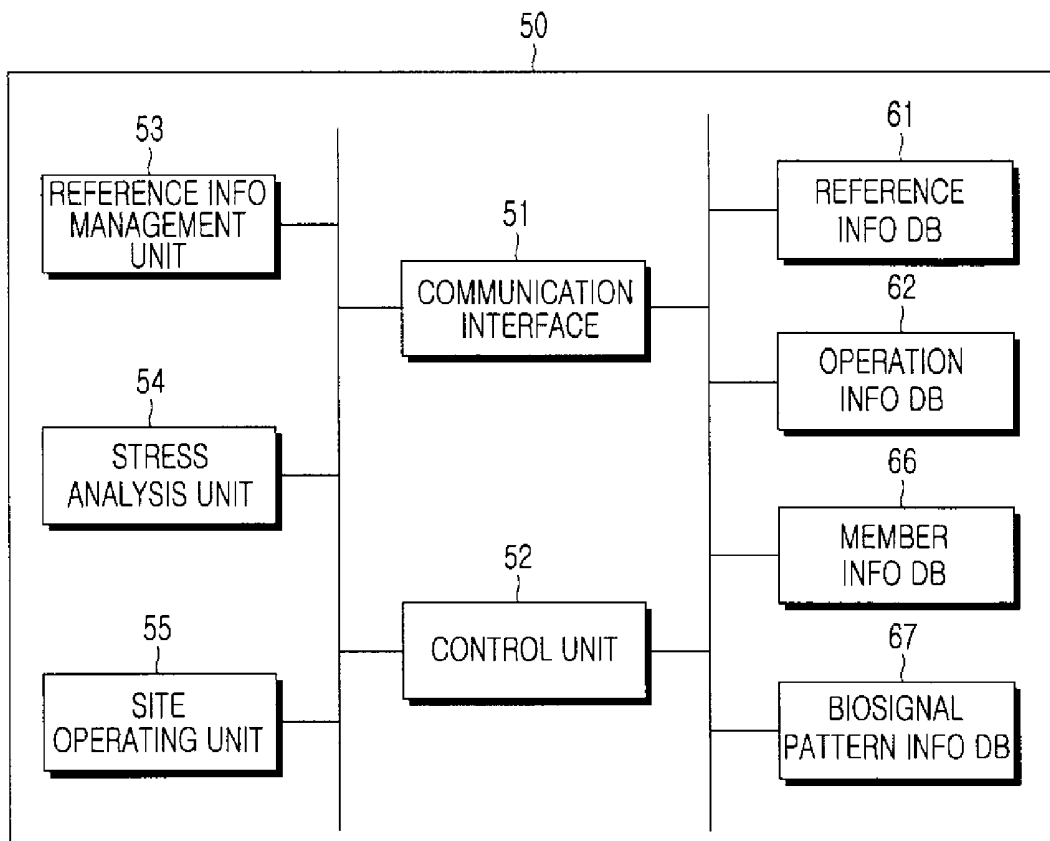 50
53
REFERENCE INFO
MANAGEMENT
UNIT
54
STRESS
ANALYSIS UNIT
55
SITE
OPERATING UNIT
51
COMMUNICATION
INTERFACE
52
CONTROL UNIT
61
REFERENCE
INFO DB
62
OPERATION
INFO DB
66
MEMBER
INFO DB
67
BIOSIGNAL
PATTERN INFO DB